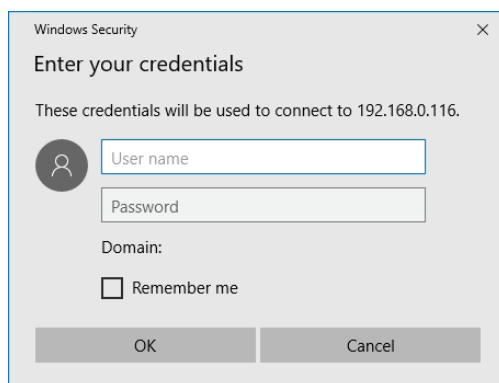 Windows Security
Enter your credentials
These credentials will be used to connect to 192.168.0.116.
User name
Password
Domain:
Remember me
OK
Cancel